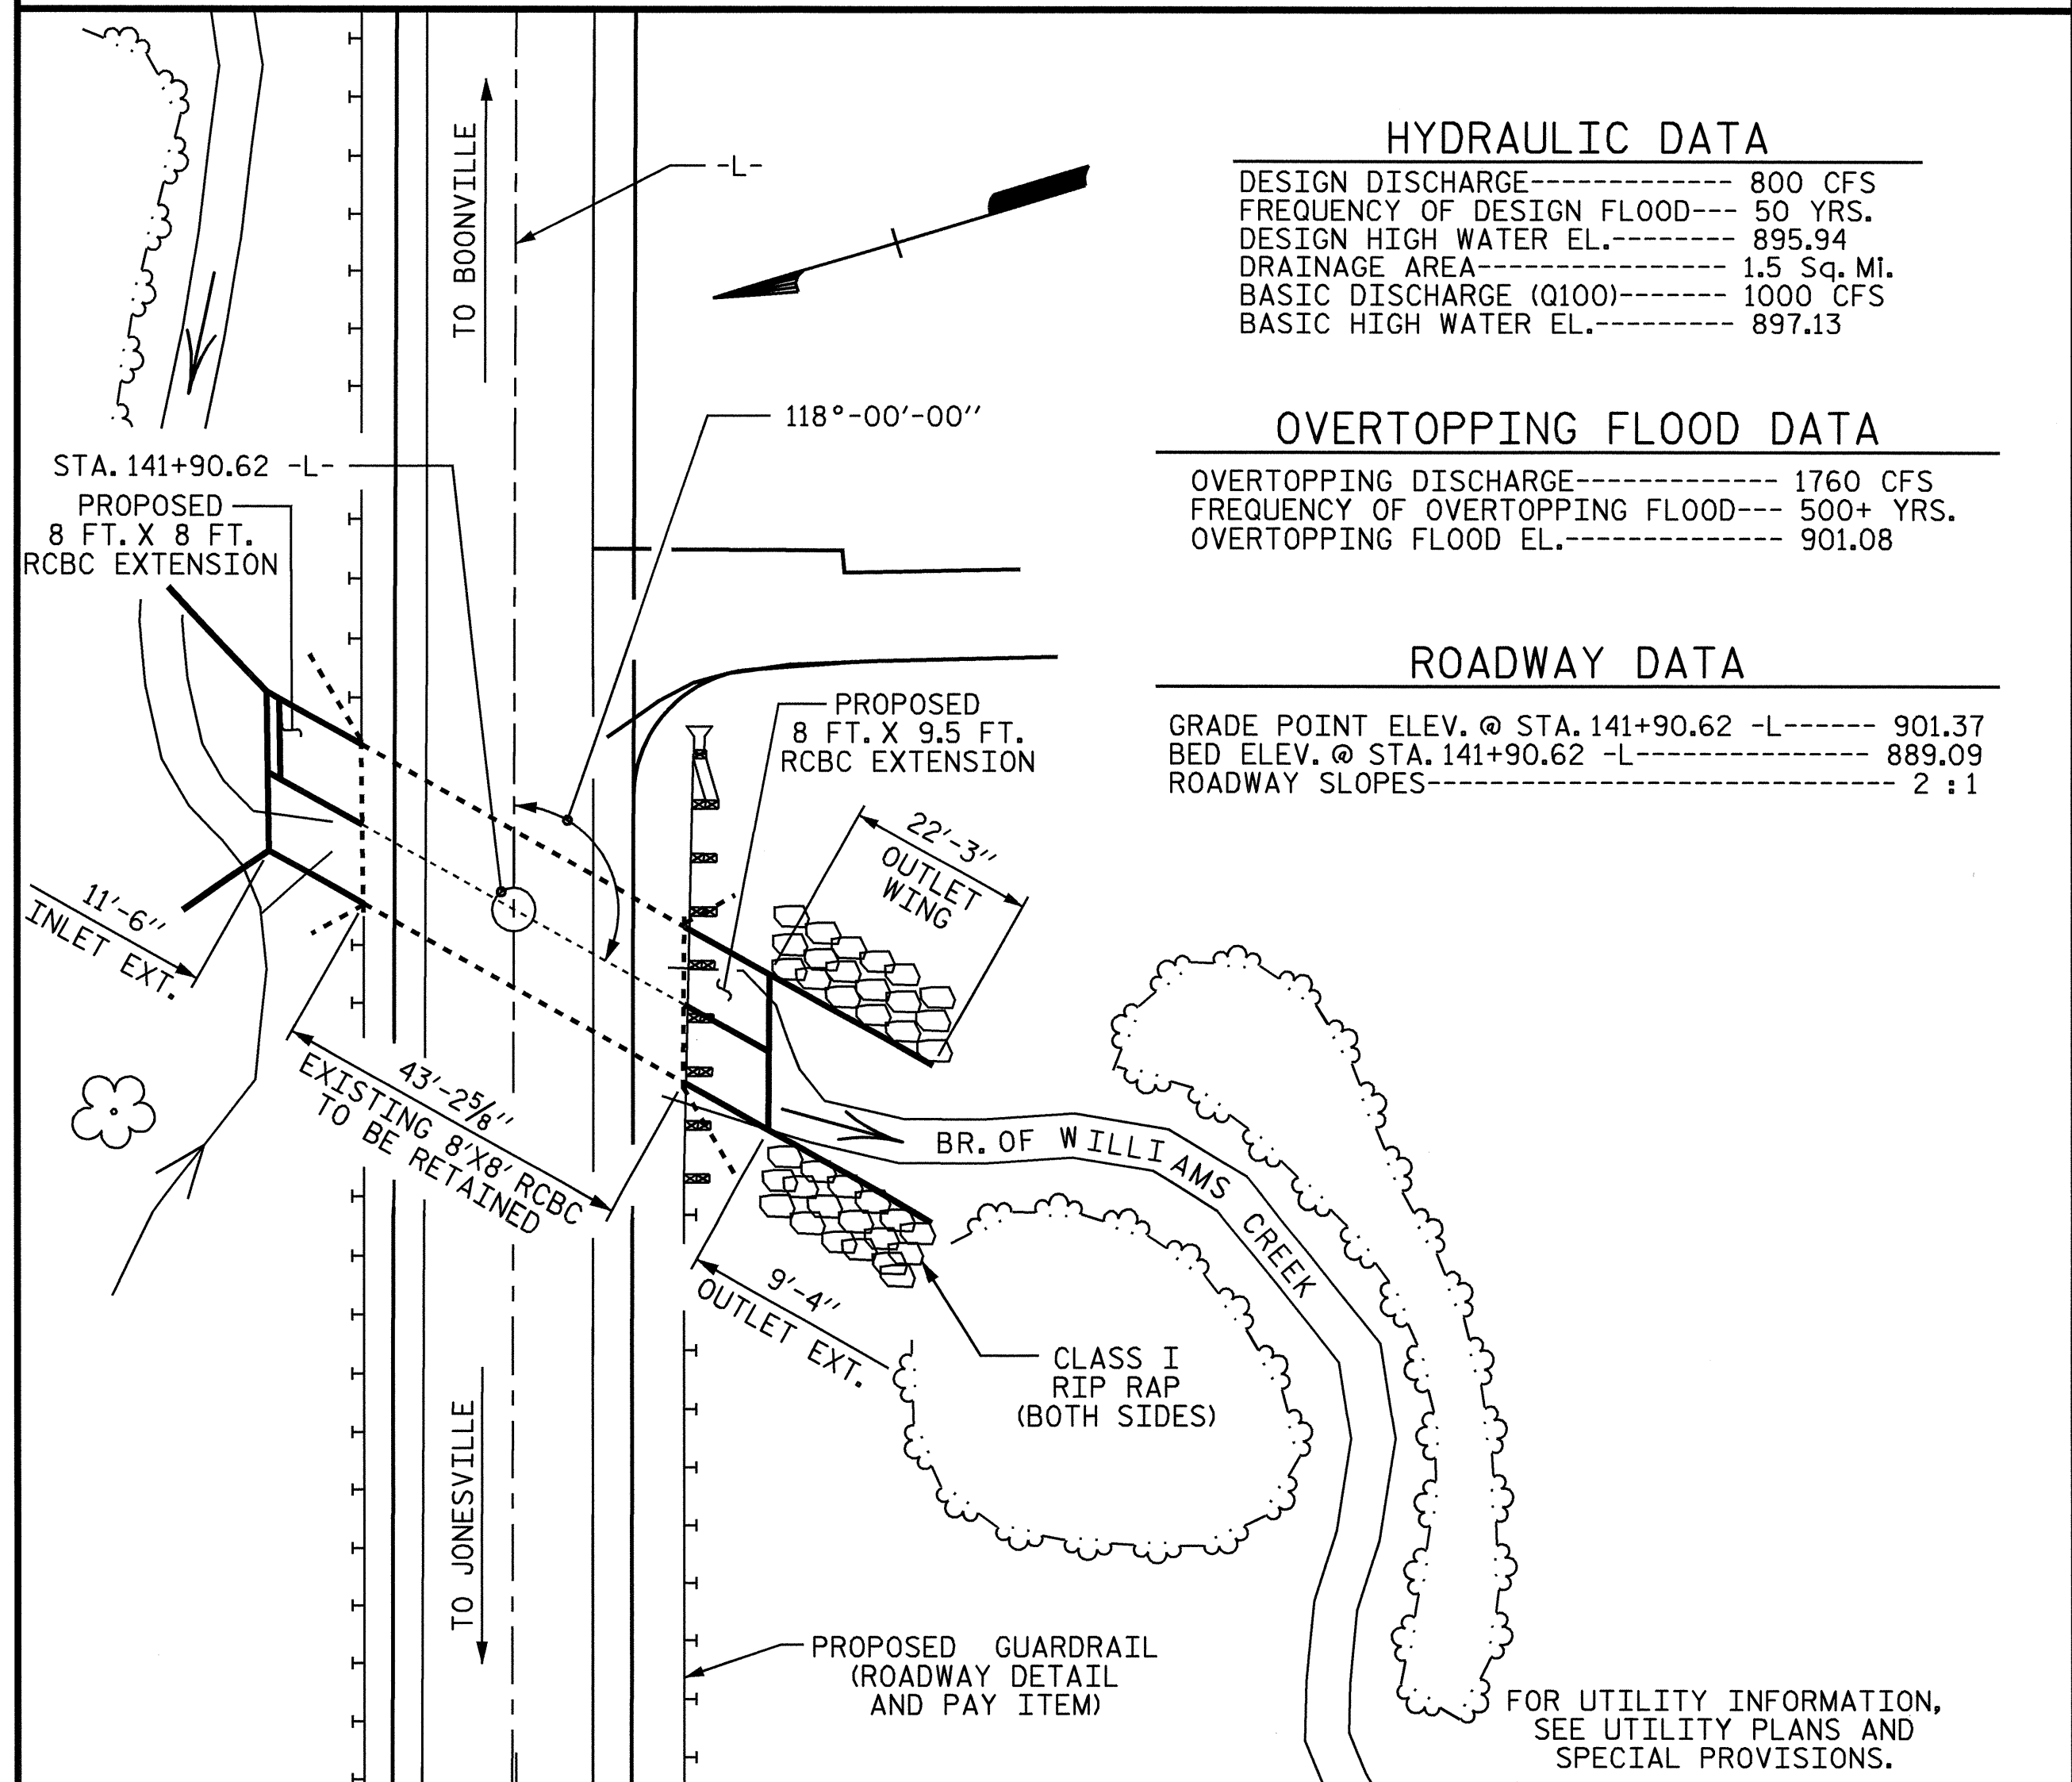 HYDRAULIC DATA
DESIGN DISCHARGE------------- 800 CFS
FREQUENCY OF DESIGN FLOOD--- 50 YRS.
DESIGN HIGH WATER EL.-------- 895.94
DRAINAGE AREA---------------- 1.5 Sq. Mi.
BASIC DISCHARGE (Q100)------- 1000 CFS
BASIC HIGH WATER EL.--------- 897.13
OVERTOPPING FLOOD DATA
OVERTOPPING DISCHARGE------------- 1760 CFS
FREQUENCY OF OVERTOPPING FLOOD--- 500+ YRS.
OVERTOPPING FLOOD EL.-------------- 901.08
ROADWAY DATA
GRADE POINT ELEV. @ STA. 141+90.62 -L------ 901.37
BED ELEV. @ STA. 141+90.62 -L--------------- 889.09
ROADWAY SLOPES------------------------------ 2 : 1
TO BOONVILLE
-L-
118°-00'-00"
STA. 141+90.62 -L-
PROPOSED
8 FT. X 8 FT.
RCBC EXTENSION
PROPOSED
8 FT. X 9.5 FT.
RCBC EXTENSION
22'-3"
OUTLET
WING
11'-6"
INLET EXT.
43'-2⅝"
EXISTING 8'X8' RCBC
TO BE RETAINED
BR. OF WILLIAMS CREEK
9'-4"
OUTLET EXT.
CLASS I
RIP RAP
(BOTH SIDES)
TO JONESVILLE
PROPOSED GUARDRAIL
(ROADWAY DETAIL
AND PAY ITEM)
FOR UTILITY INFORMATION,
SEE UTILITY PLANS AND
SPECIAL PROVISIONS.